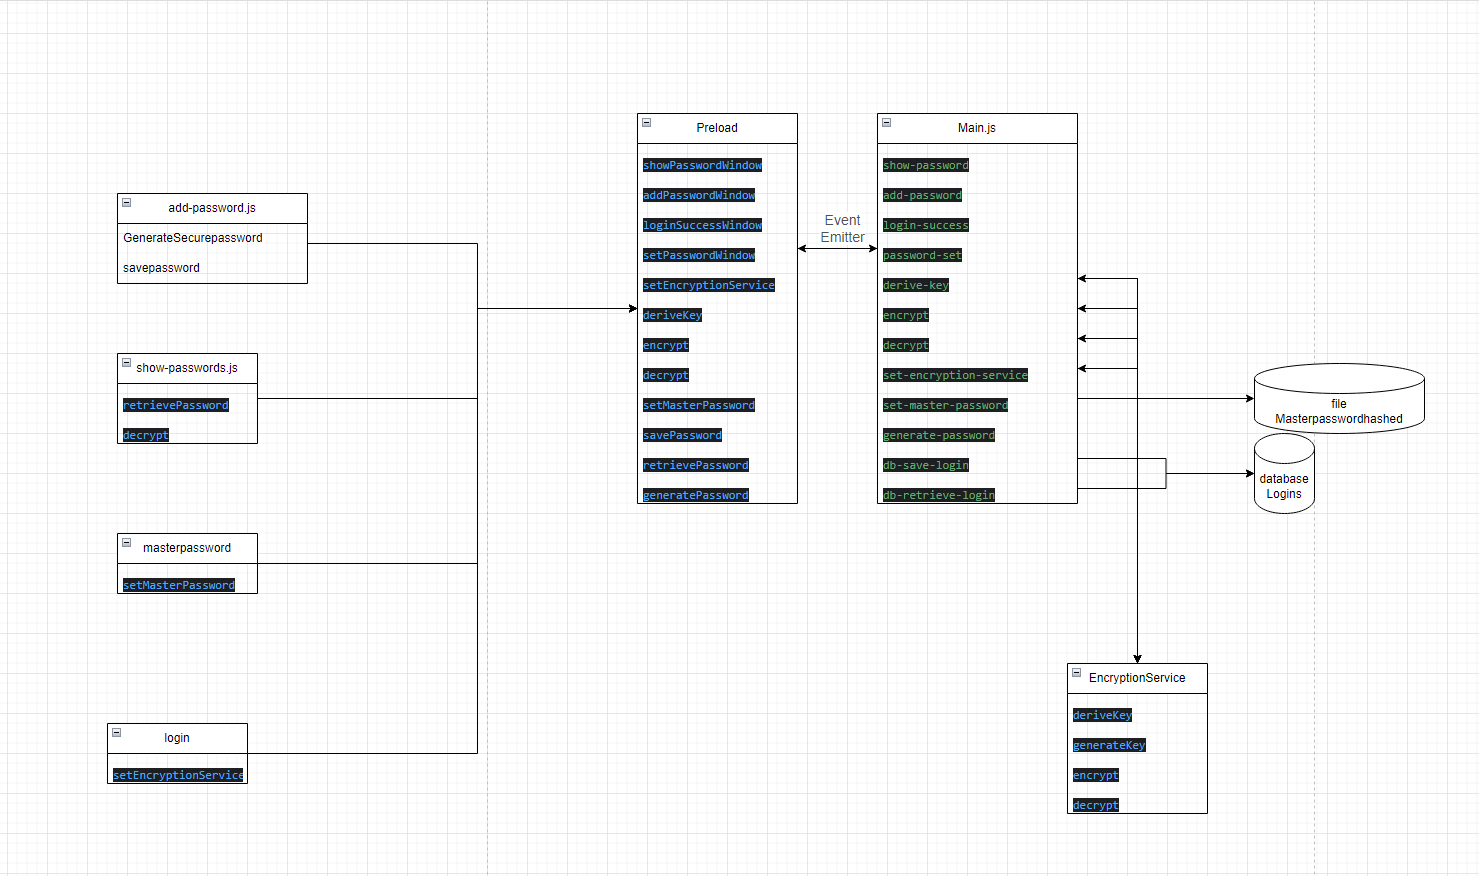 Preload
showPasswordWindow
addPasswordWindow
loginSuccessWindow
setPasswordWindow
setEncryptionService
deriveKey
encrypt
decrypt
setMasterPassword
savePassword
retrievePassword
generatePassword
Event
Emitter
Main.js
show-password
add-password
login-success
password-set
derive-key
encrypt
decrypt
set-encryption-service
set-master-password
generate-password
db-save-login
db-retrieve-login
add-password.js
GenerateSecurepassword
savepassword
show-passwords.js
retrievePassword
decrypt
masterpassword
setMasterPassword
login
setEncryptionService
file
Masterpasswordhashed
database
Logins
EncryptionService
deriveKey
generateKey
encrypt
decrypt